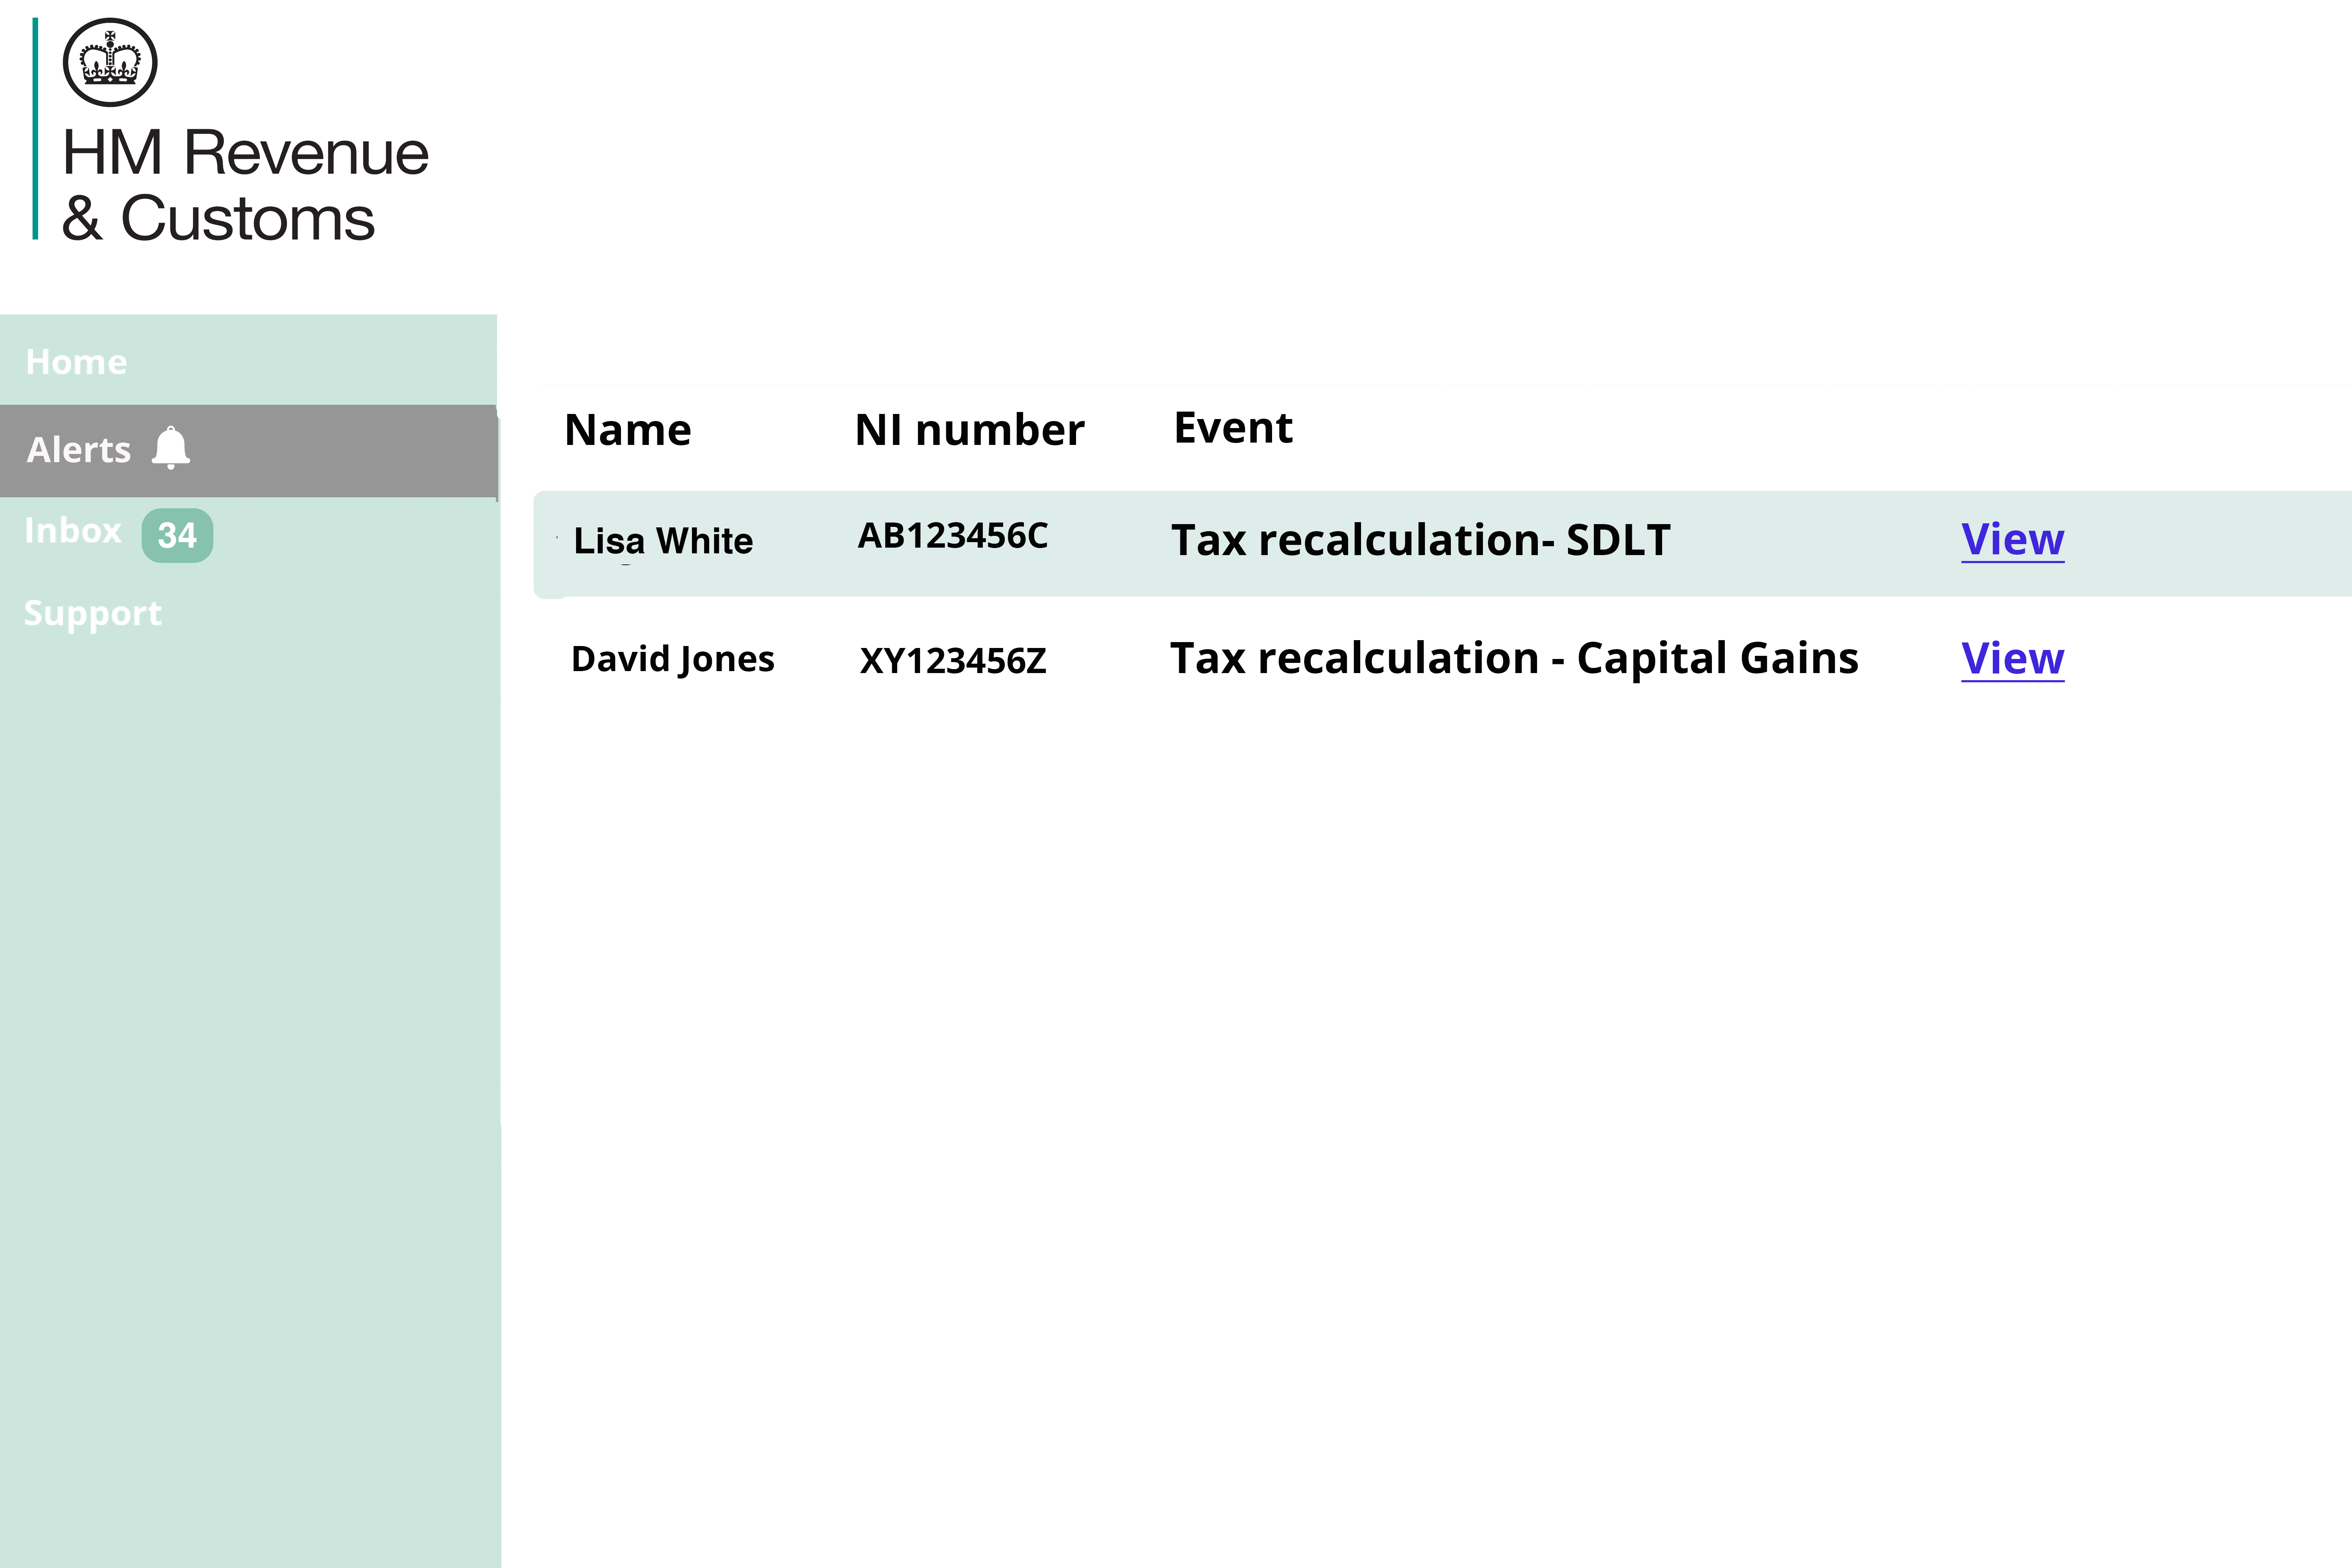 HM Revenue
& Customs
Home
Alerts
Inbox 34
Support
Name NI number Event
Lisa White AB123456C Tax recalculation- SDLT View
David Jones XY123456Z Tax recalculation - Capital Gains View